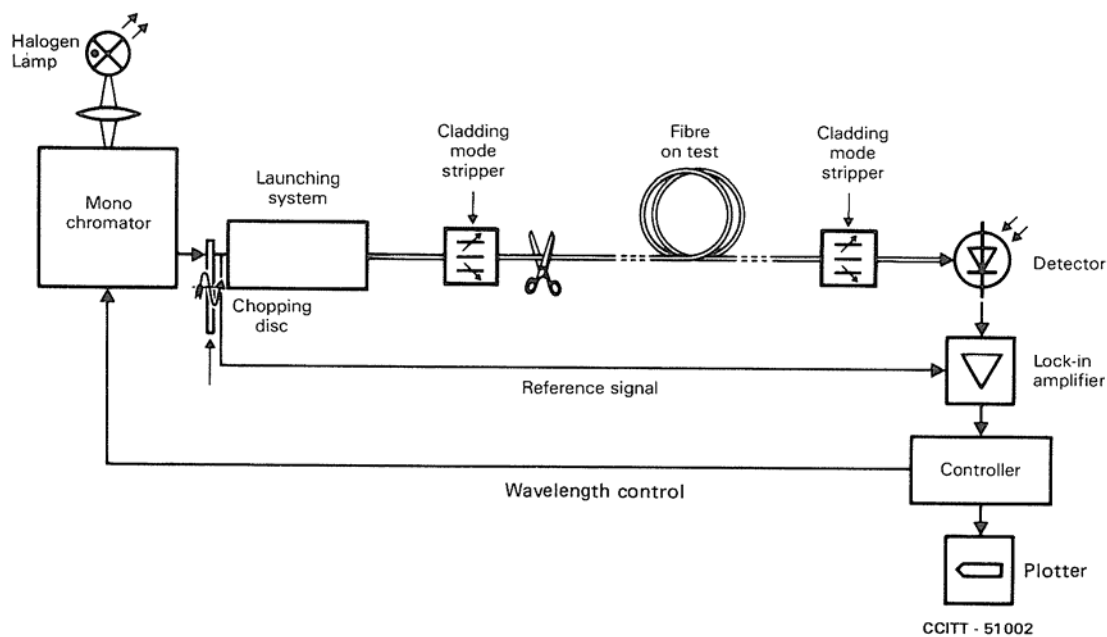 Halogen
Lamp
Mono
chromator
Launching
system
Chopping
disc
Cladding
mode
stripper
Fibre
on test
Cladding
mode
stripper
Detector
Reference signal
Lock-in
amplifier
Wavelength control
Controller
Plotter
CCITT - 51002